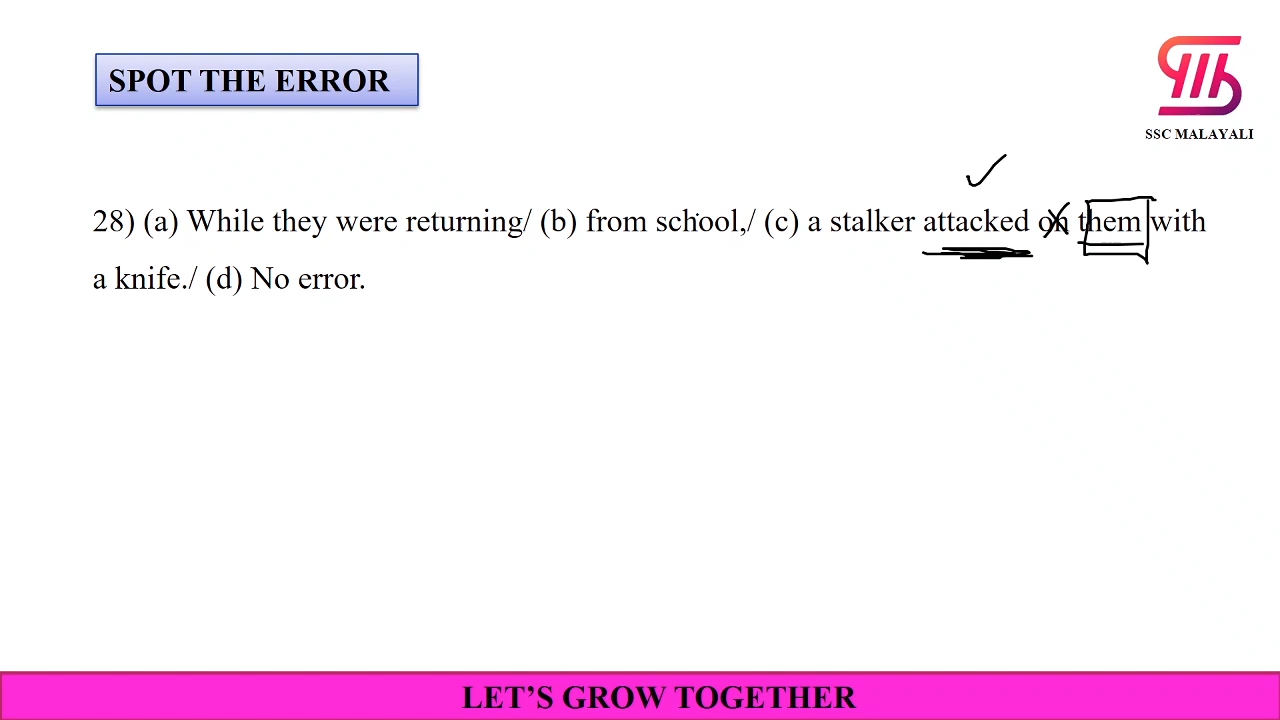 SPOT THE ERROR
SSC MALAYALI
28) (a) While they were returning/ (b) from school,/ (c) a stalker attacked on them with
a knife./ (d) No error.
LET’S GROW TOGETHER